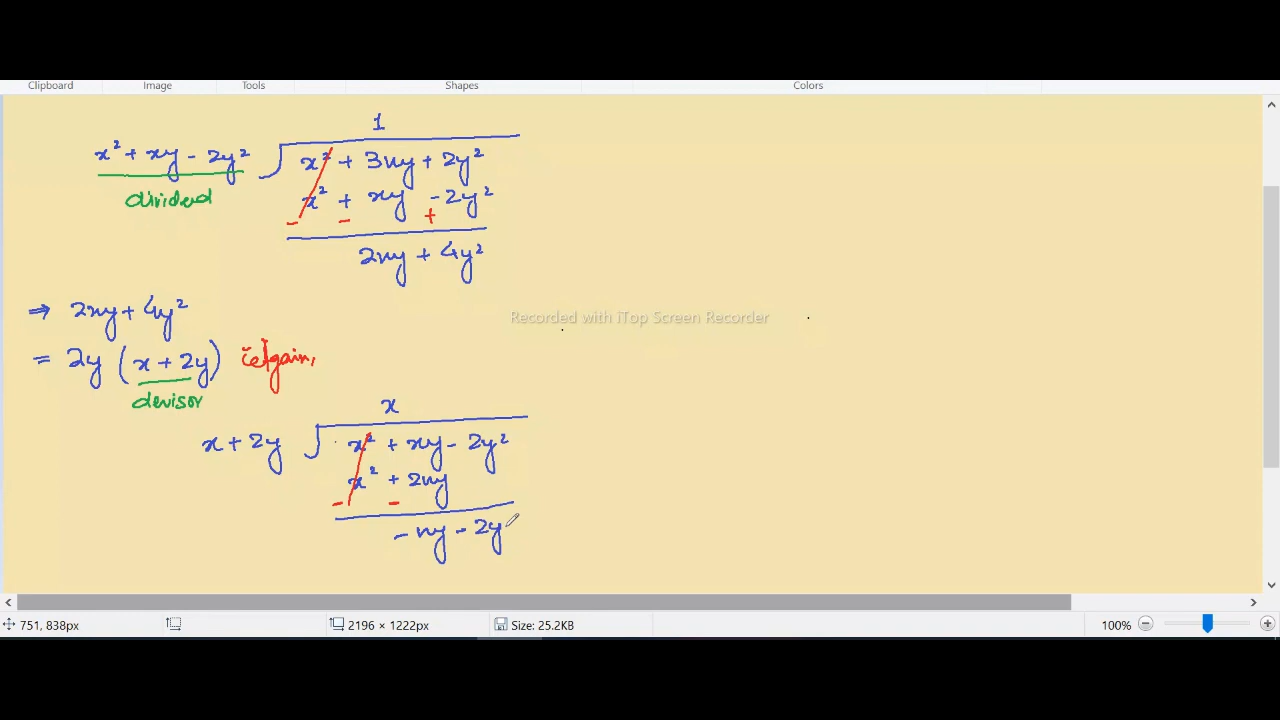 Clipboard Image Tools Shapes Colors
1
x² + xy - 2y² x² + 3xy + 2y²
dividend x² + xy - 2y²
- - +
2xy + 4y²
⇒ 2xy + 4y²
Recorded with iTop Screen Recorder
= 2y (x + 2y)
devisor
x
x + 2y x² + xy - 2y²
x² + 2xy
- -
- xy - 2y
751, 838px 2196 × 1222px Size: 25.2KB 100%